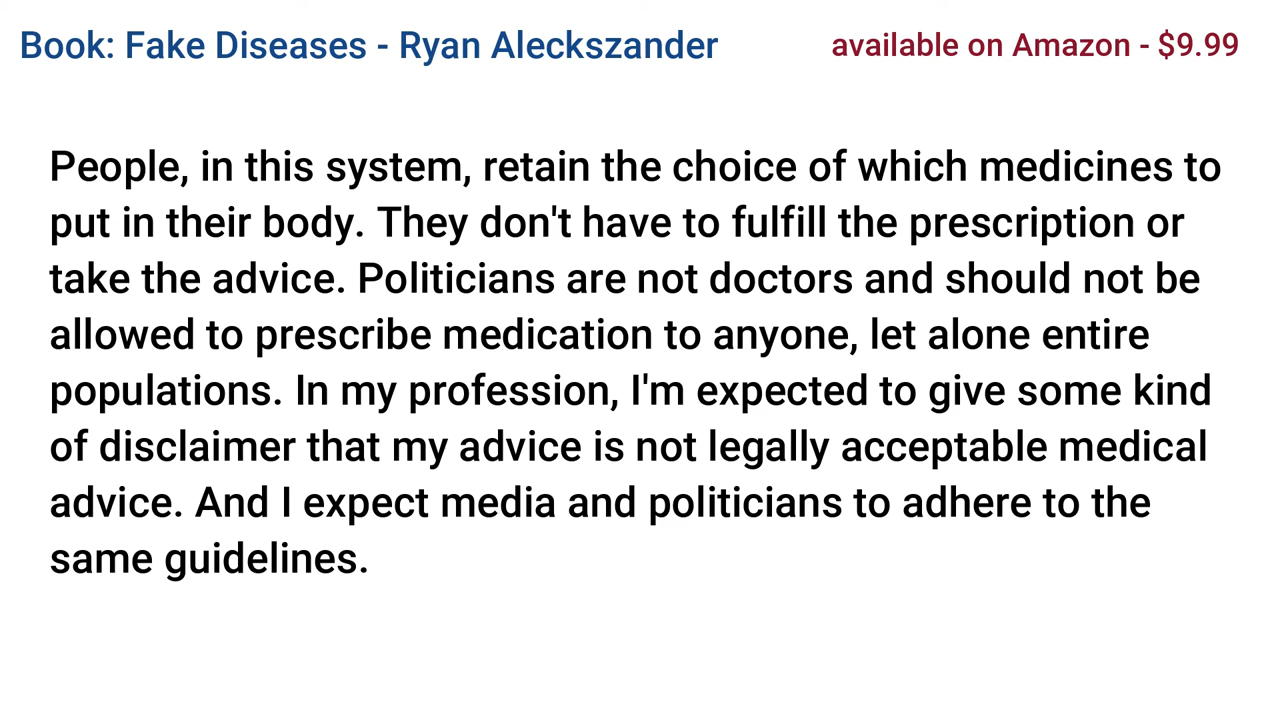 Book: Fake Diseases - Ryan Aleckszander
available on Amazon - $9.99
People, in this system, retain the choice of which medicines to
put in their body. They don't have to fulfill the prescription or
take the advice. Politicians are not doctors and should not be
allowed to prescribe medication to anyone, let alone entire
populations. In my profession, I'm expected to give some kind
of disclaimer that my advice is not legally acceptable medical
advice. And I expect media and politicians to adhere to the
same guidelines.